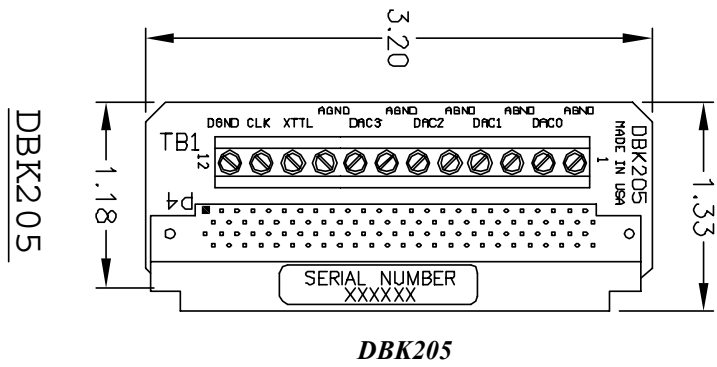 3.20
DBK205
1.18
1.33
AGND AGND AGND AGND AGND
DGND CLK XTTL DAC3 DAC2 DAC1 DAC0
TB1
12
1
DBK205
MADE IN USA
P4
SERIAL NUMBER
XXXXXX
DBK205